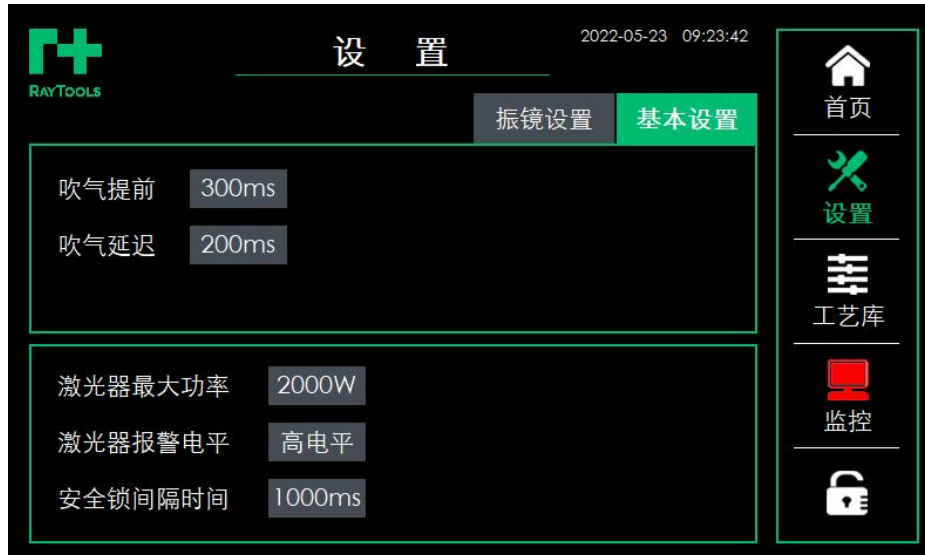 RAYTOOLS
设 置
2022-05-23 09:23:42
振镜设置
基本设置
吹气提前 300ms
吹气延迟 200ms
激光器最大功率 2000W
激光器报警电平 高电平
安全锁间隔时间 1000ms
首页
设置
工艺库
监控